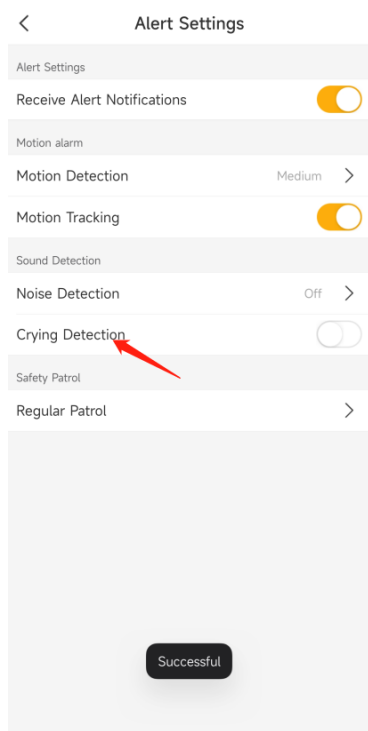 Alert Settings
Alert Settings
Receive Alert Notifications
Motion alarm
Motion Detection Medium
Motion Tracking
Sound Detection
Noise Detection Off
Crying Detection
Safety Patrol
Regular Patrol
Successful